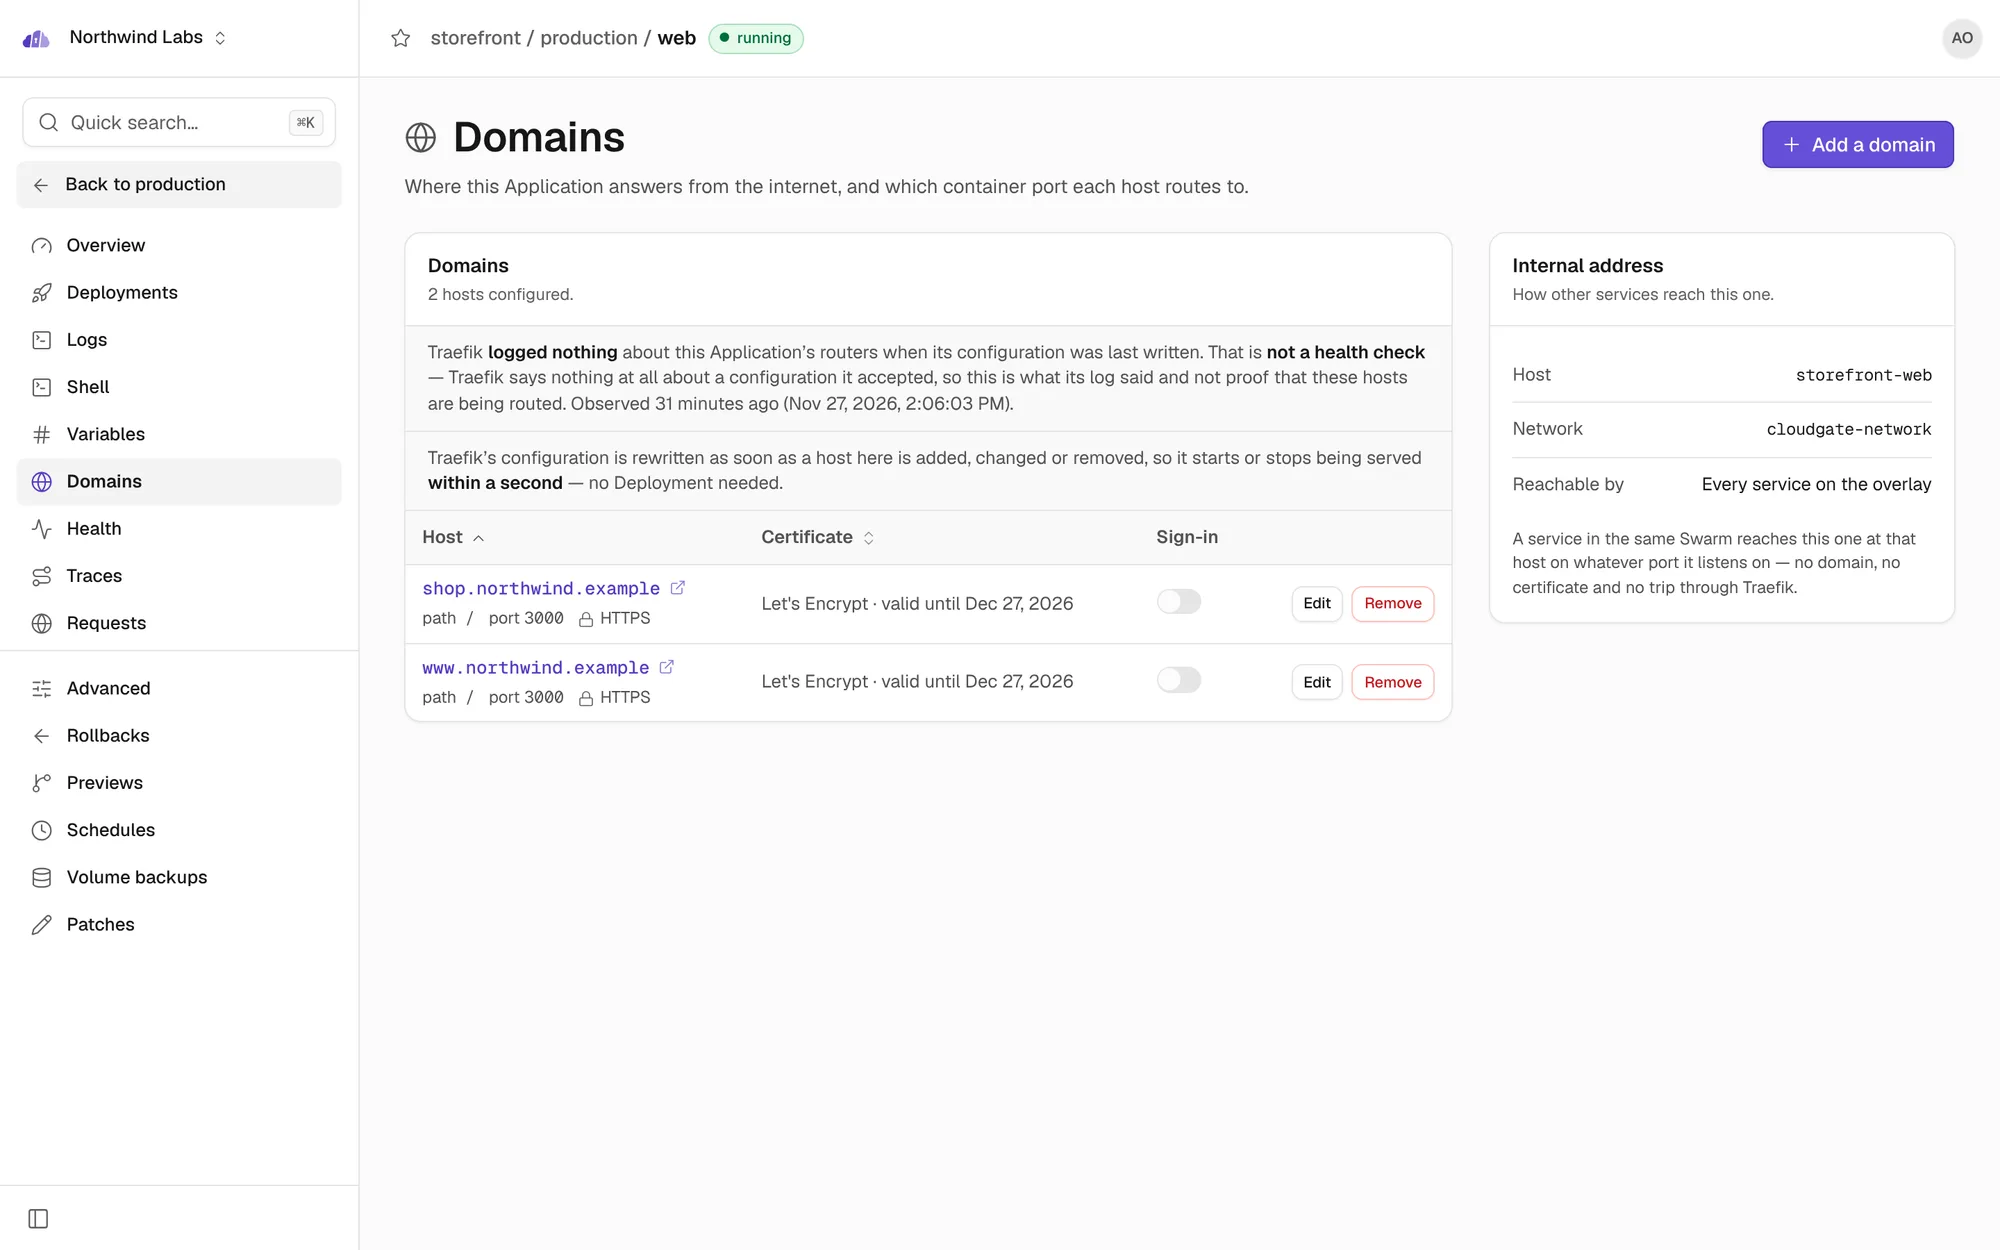 Northwind Labs
storefront / production / web
running
AO
Quick search...
⌘K
Back to production
Overview
Deployments
Logs
Shell
Variables
Domains
Health
Traces
Requests
Advanced
Rollbacks
Previews
Schedules
Volume backups
Patches
Domains
Add a domain
Where this Application answers from the internet, and which container port each host routes to.
Domains
2 hosts configured.
Traefik logged nothing about this Application’s routers when its configuration was last written. That is not a health check
— Traefik says nothing at all about a configuration it accepted, so this is what its log said and not proof that these hosts
are being routed. Observed 31 minutes ago (Nov 27, 2026, 2:06:03 PM).
Traefik’s configuration is rewritten as soon as a host here is added, changed or removed, so it starts or stops being served
within a second — no Deployment needed.
Host Certificate Sign-in
shop.northwind.example
path / port 3000 HTTPS
Let's Encrypt · valid until Dec 27, 2026
Edit Remove
www.northwind.example
path / port 3000 HTTPS
Let's Encrypt · valid until Dec 27, 2026
Edit Remove
Internal address
How other services reach this one.
Host storefront-web
Network cloudgate-network
Reachable by Every service on the overlay
A service in the same Swarm reaches this one at that
host on whatever port it listens on — no domain, no
certificate and no trip through Traefik.